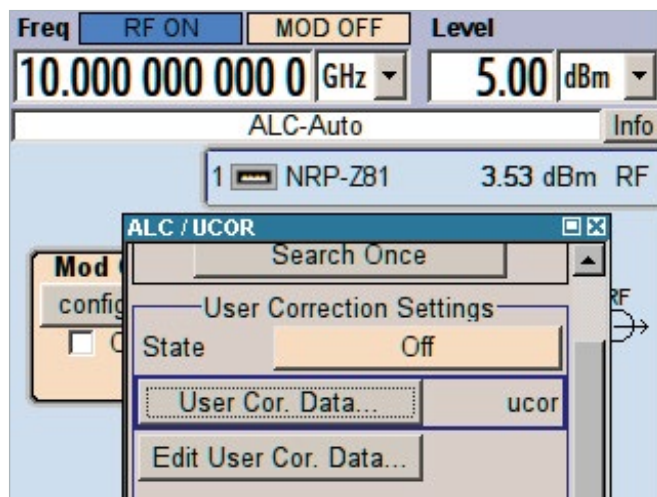 Freq RF ON MOD OFF Level
10.000 000 000 0 GHz 5.00 dBm
ALC-Auto Info
1 NRP-Z81 3.53 dBm RF
ALC / UCOR
Search Once
Mod
config
User Correction Settings
RF
State Off
User Cor. Data... ucor
Edit User Cor. Data...